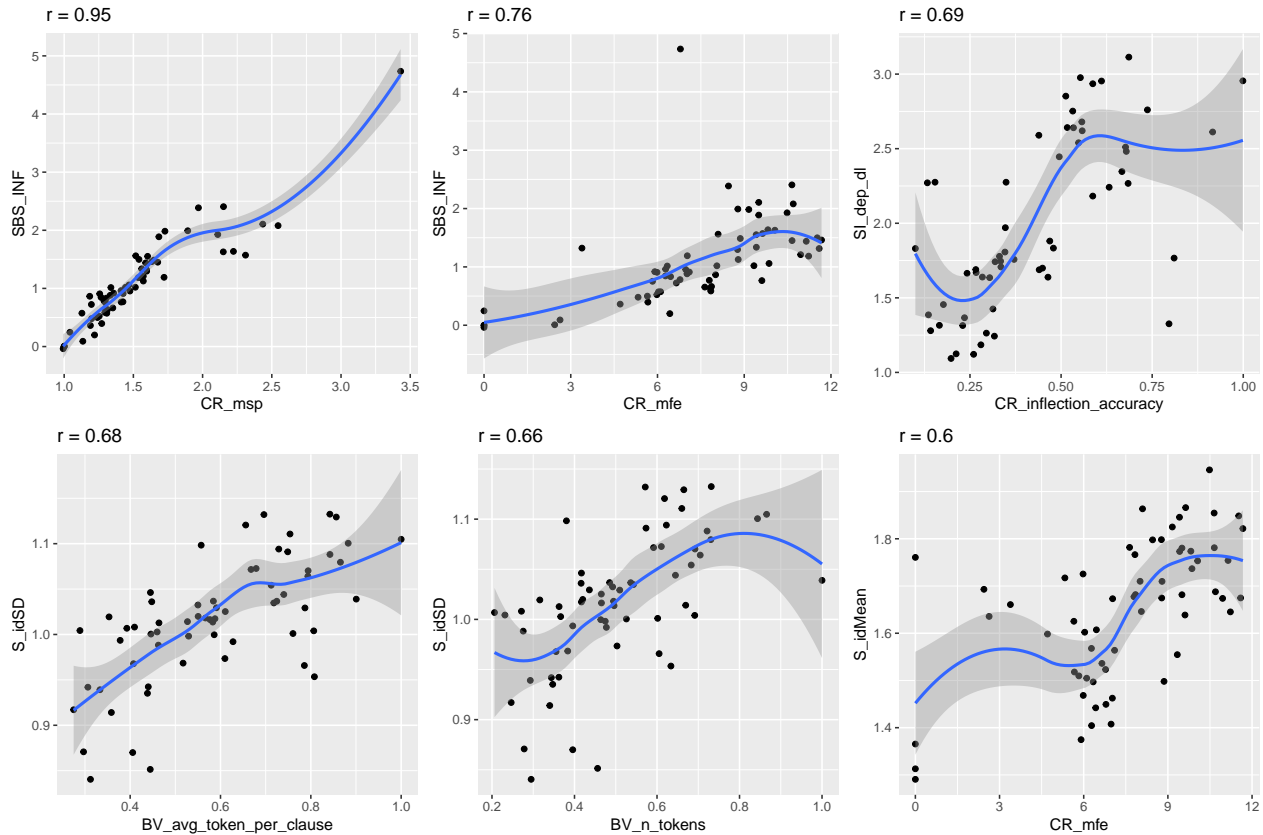 r = 0.95
r = 0.76
r = 0.69
SBS_INF
5
4
3
2
1
0
1.0 1.5 2.0 2.5 3.0 3.5
CR_msp
SBS_INF
5
4
3
2
1
0
0 3 6 9 12
CR_mfe
SI_dep_dl
3.0
2.5
2.0
1.5
1.0
0.25 0.50 0.75 1.00
CR_inflection_accuracy
r = 0.68
r = 0.66
r = 0.6
S_idSD
1.1
1.0
0.9
0.4 0.6 0.8 1.0
BV_avg_token_per_clause
S_idSD
1.1
1.0
0.9
0.2 0.4 0.6 0.8 1.0
BV_n_tokens
S_idMean
1.8
1.6
1.4
0 3 6 9 12
CR_mfe